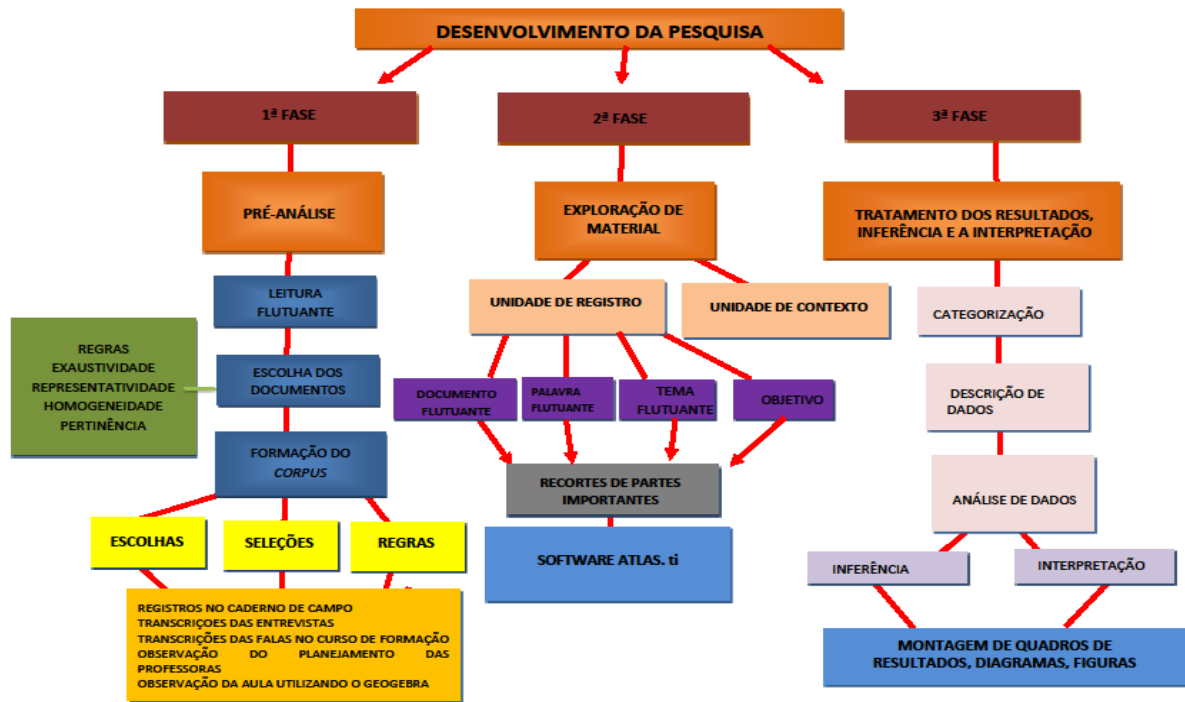 DESENVOLVIMENTO DA PESQUISA
1ª FASE
2ª FASE
3ª FASE
PRÉ-ANÁLISE
EXPLORAÇÃO DE
MATERIAL
TRATAMENTO DOS RESULTADOS,
INFERÊNCIA E A INTERPRETAÇÃO
LEITURA
FLUTUANTE
UNIDADE DE REGISTRO
UNIDADE DE CONTEXTO
CATEGORIZAÇÃO
REGRAS
EXAUSTIVIDADE
REPRESENTATIVIDADE
HOMOGENEIDADE
PERTINÊNCIA
ESCOLHA DOS
DOCUMENTOS
DOCUMENTO
FLUTUANTE
PALAVRA
FLUTUANTE
TEMA
FLUTUANTE
OBJETIVO
DESCRIÇÃO DE
DADOS
FORMAÇÃO DO
CORPUS
RECORTES DE PARTES
IMPORTANTES
ANÁLISE DE DADOS
ESCOLHAS
SELEÇÕES
REGRAS
SOFTWARE ATLAS. ti
INFERÊNCIA
INTERPRETAÇÃO
REGISTROS NO CADERNO DE CAMPO
TRANSCRIÇOES DAS ENTREVISTAS
TRANSCRIÇÕES DAS FALAS NO CURSO DE FORMAÇÃO
OBSERVAÇÃO DO PLANEJAMENTO DAS
PROFESSORAS
OBSERVAÇÃO DA AULA UTILIZANDO O GEOGEBRA
MONTAGEM DE QUADROS DE
RESULTADOS, DIAGRAMAS, FIGURAS